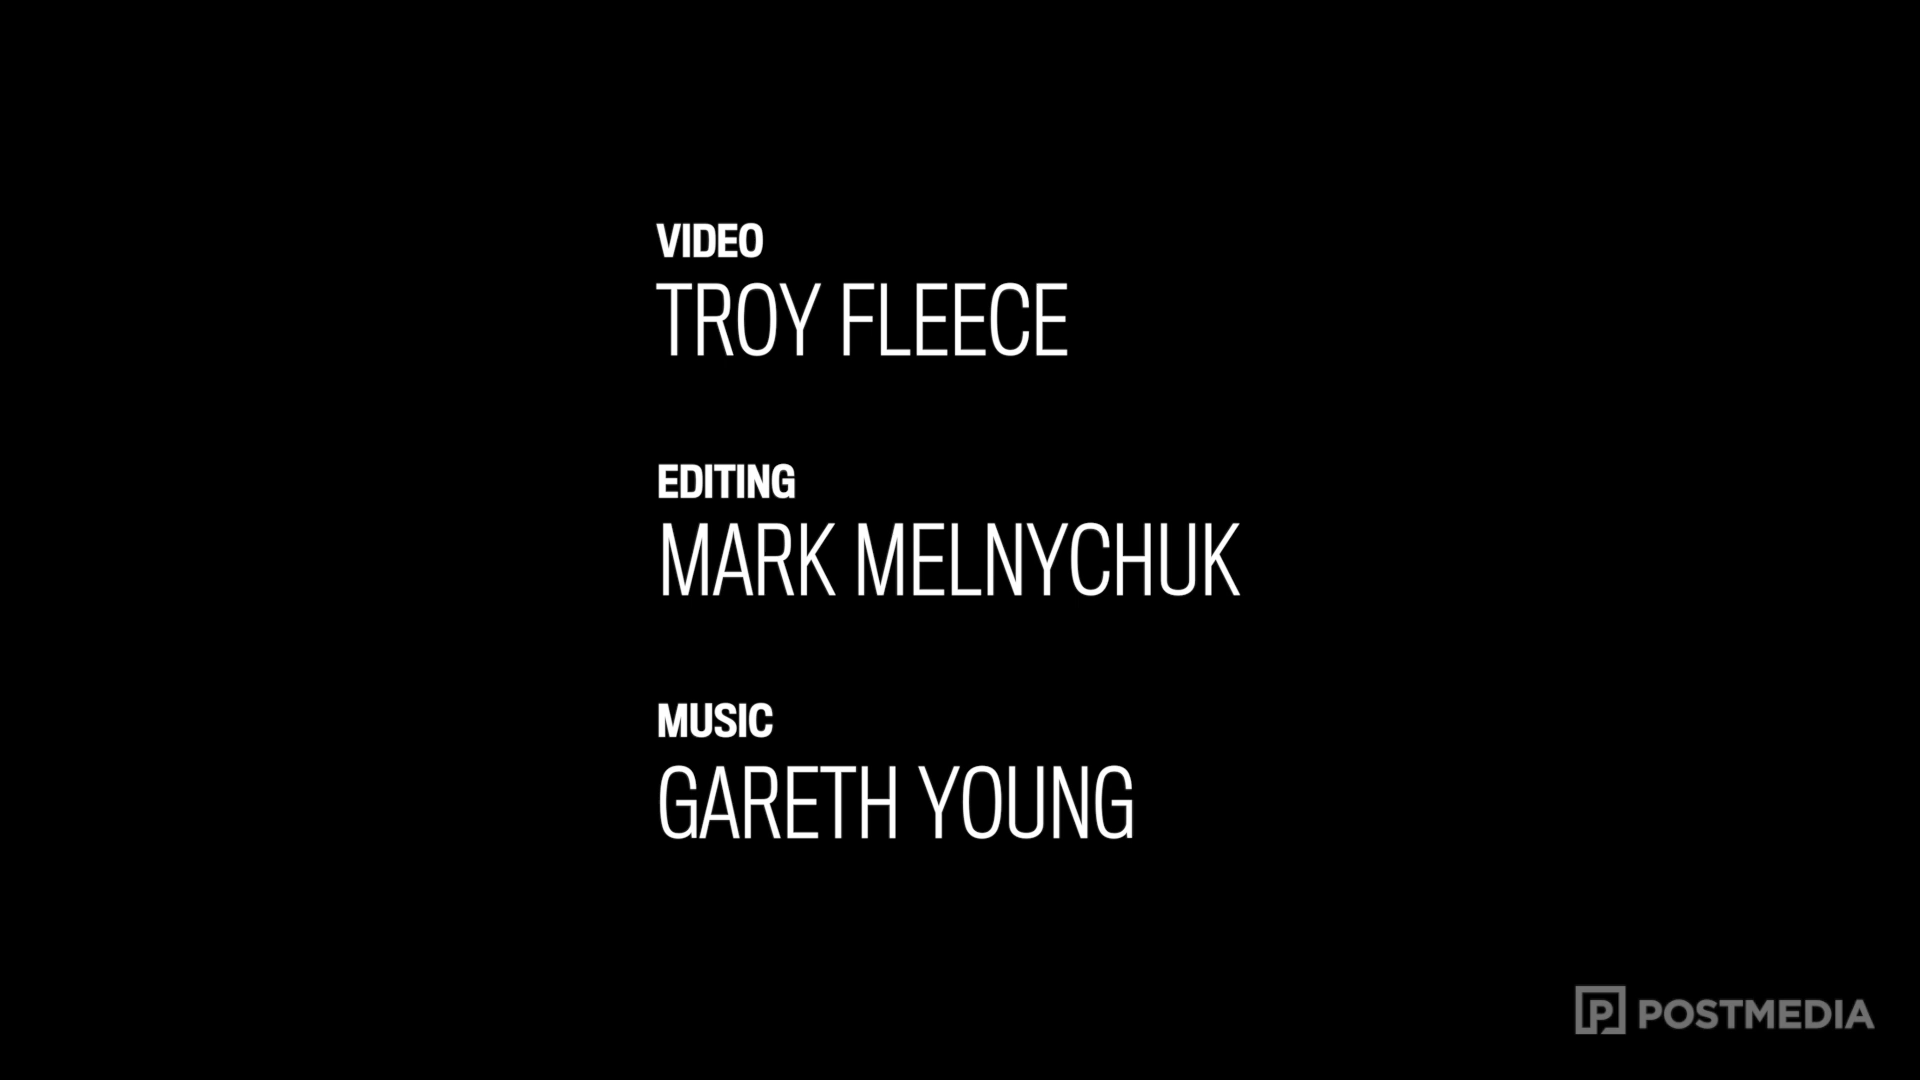 VIDEO
TROY FLEECE
EDITING
MARK MELNYCHUK
MUSIC
GARETH YOUNG
P POSTMEDIA